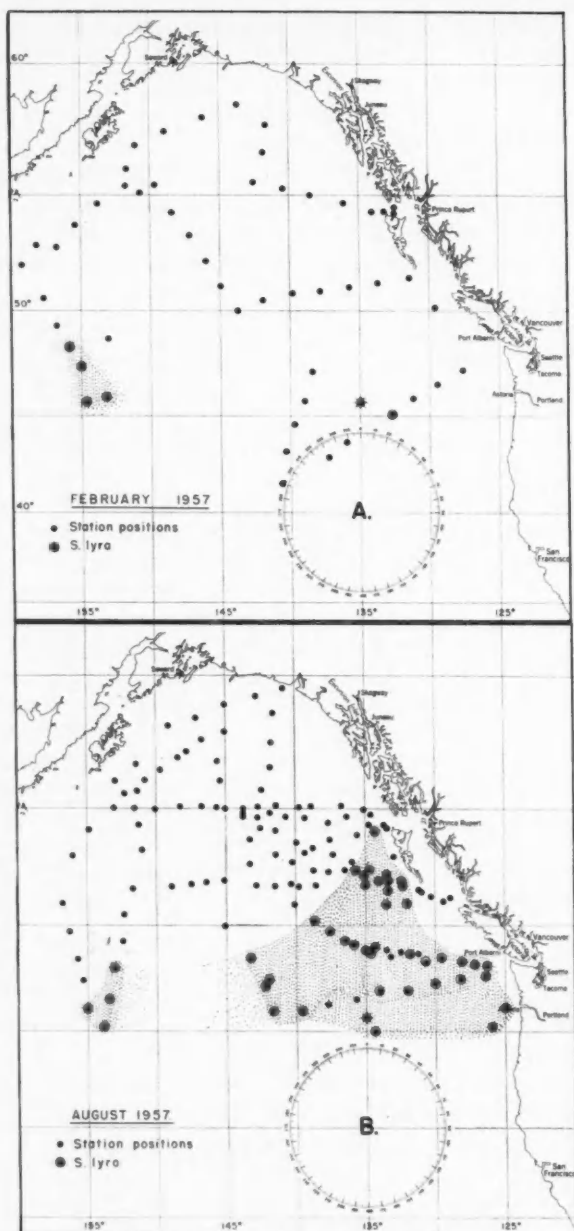 60°
Seward
Skagway
Juneau
Prince Rupert
50°
Vancouver
Port Alberni
Seattle
Tacoma
Astoria
Portland
FEBRUARY 1957
A.
40°
Station positions
S. lyra
San
Francisco
155°
145°
135°
125°
Seward
Skagway
Juneau
Prince Rupert
Vancouver
Port Alberni
Seattle
Tacoma
Portland
AUGUST 1957
B.
Station positions
S. lyra
San
Francisco
155°
145°
135°
125°